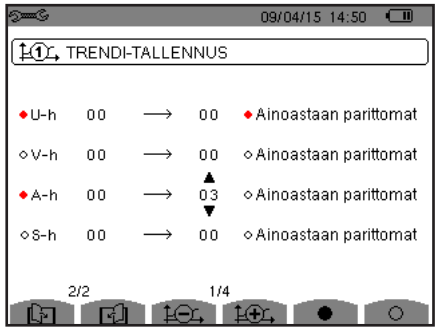 09/04/15 14:50
1 TRENDI-TALLENNUS
U-h 00 → 00 Ainoastaan parittomat
V-h 00 → 00 Ainoastaan parittomat
A-h 00 → 03 Ainoastaan parittomat
S-h 00 → 00 Ainoastaan parittomat
2/2 1/4